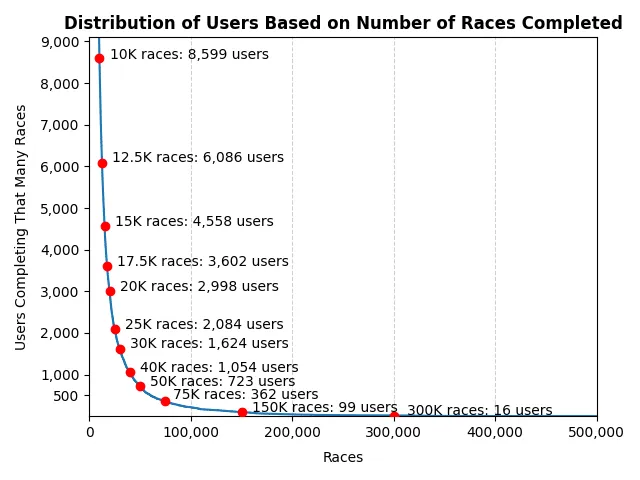 Distribution of Users Based on Number of Races Completed
Users Completing That Many Races
9,000
8,000
7,000
6,000
5,000
4,000
3,000
2,000
1,000
500
10K races: 8,599 users
12.5K races: 6,086 users
15K races: 4,558 users
17.5K races: 3,602 users
20K races: 2,998 users
25K races: 2,084 users
30K races: 1,624 users
40K races: 1,054 users
50K races: 723 users
75K races: 362 users
150K races: 99 users
300K races: 16 users
0
100,000
200,000
300,000
400,000
500,000
Races